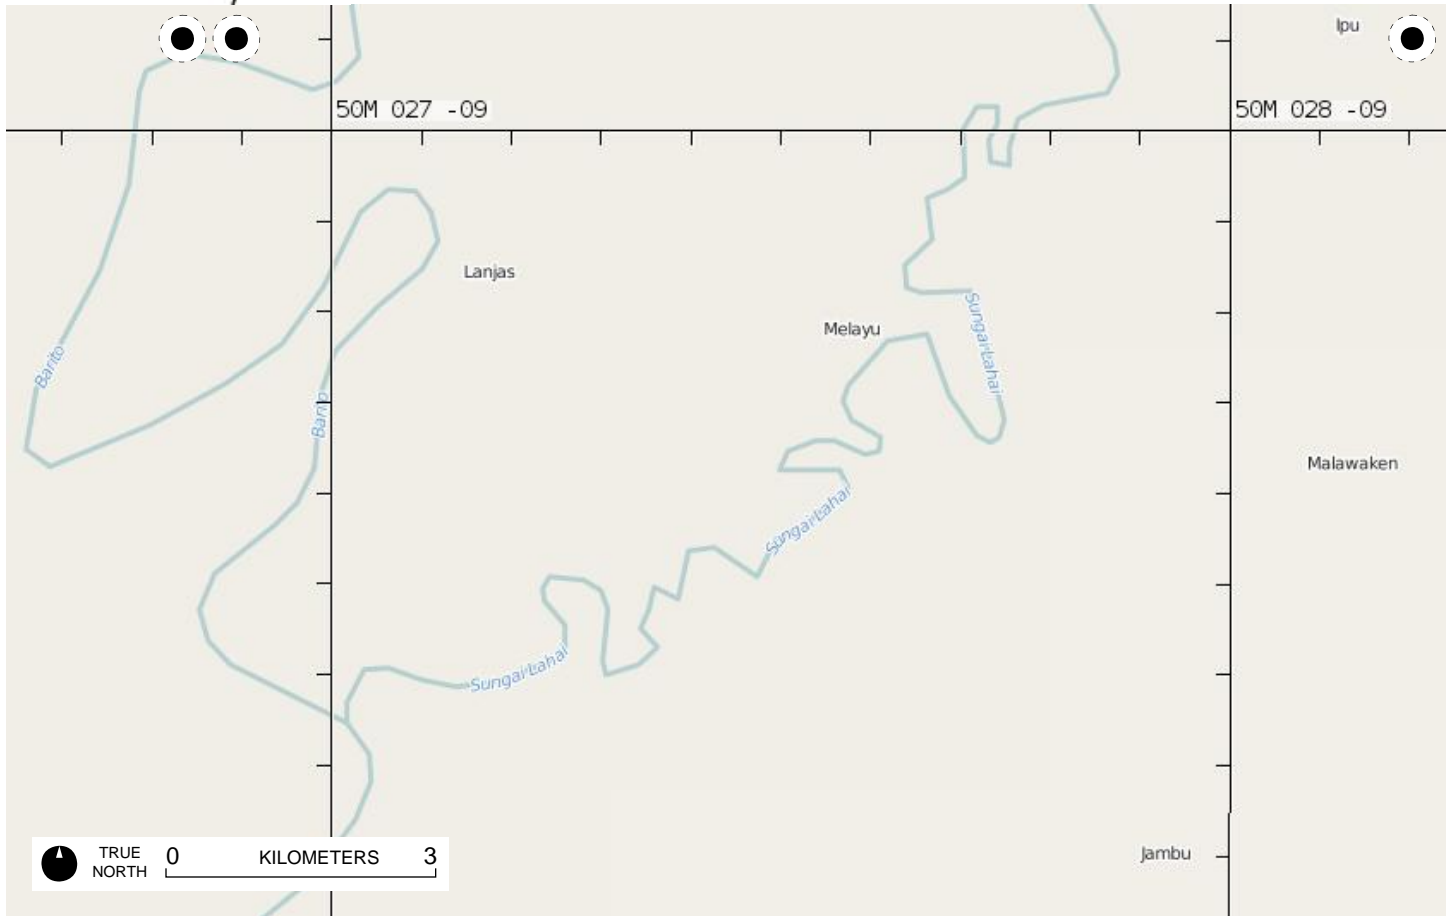 Ipu
50M 027 -09
50M 028 -09
Lanjas
Melayu
Sungai Lahai
Barito
Barito
Malawaken
Sungai Lahai
Sungai Lahai
Jambu
TRUE NORTH
0 KILOMETERS 3